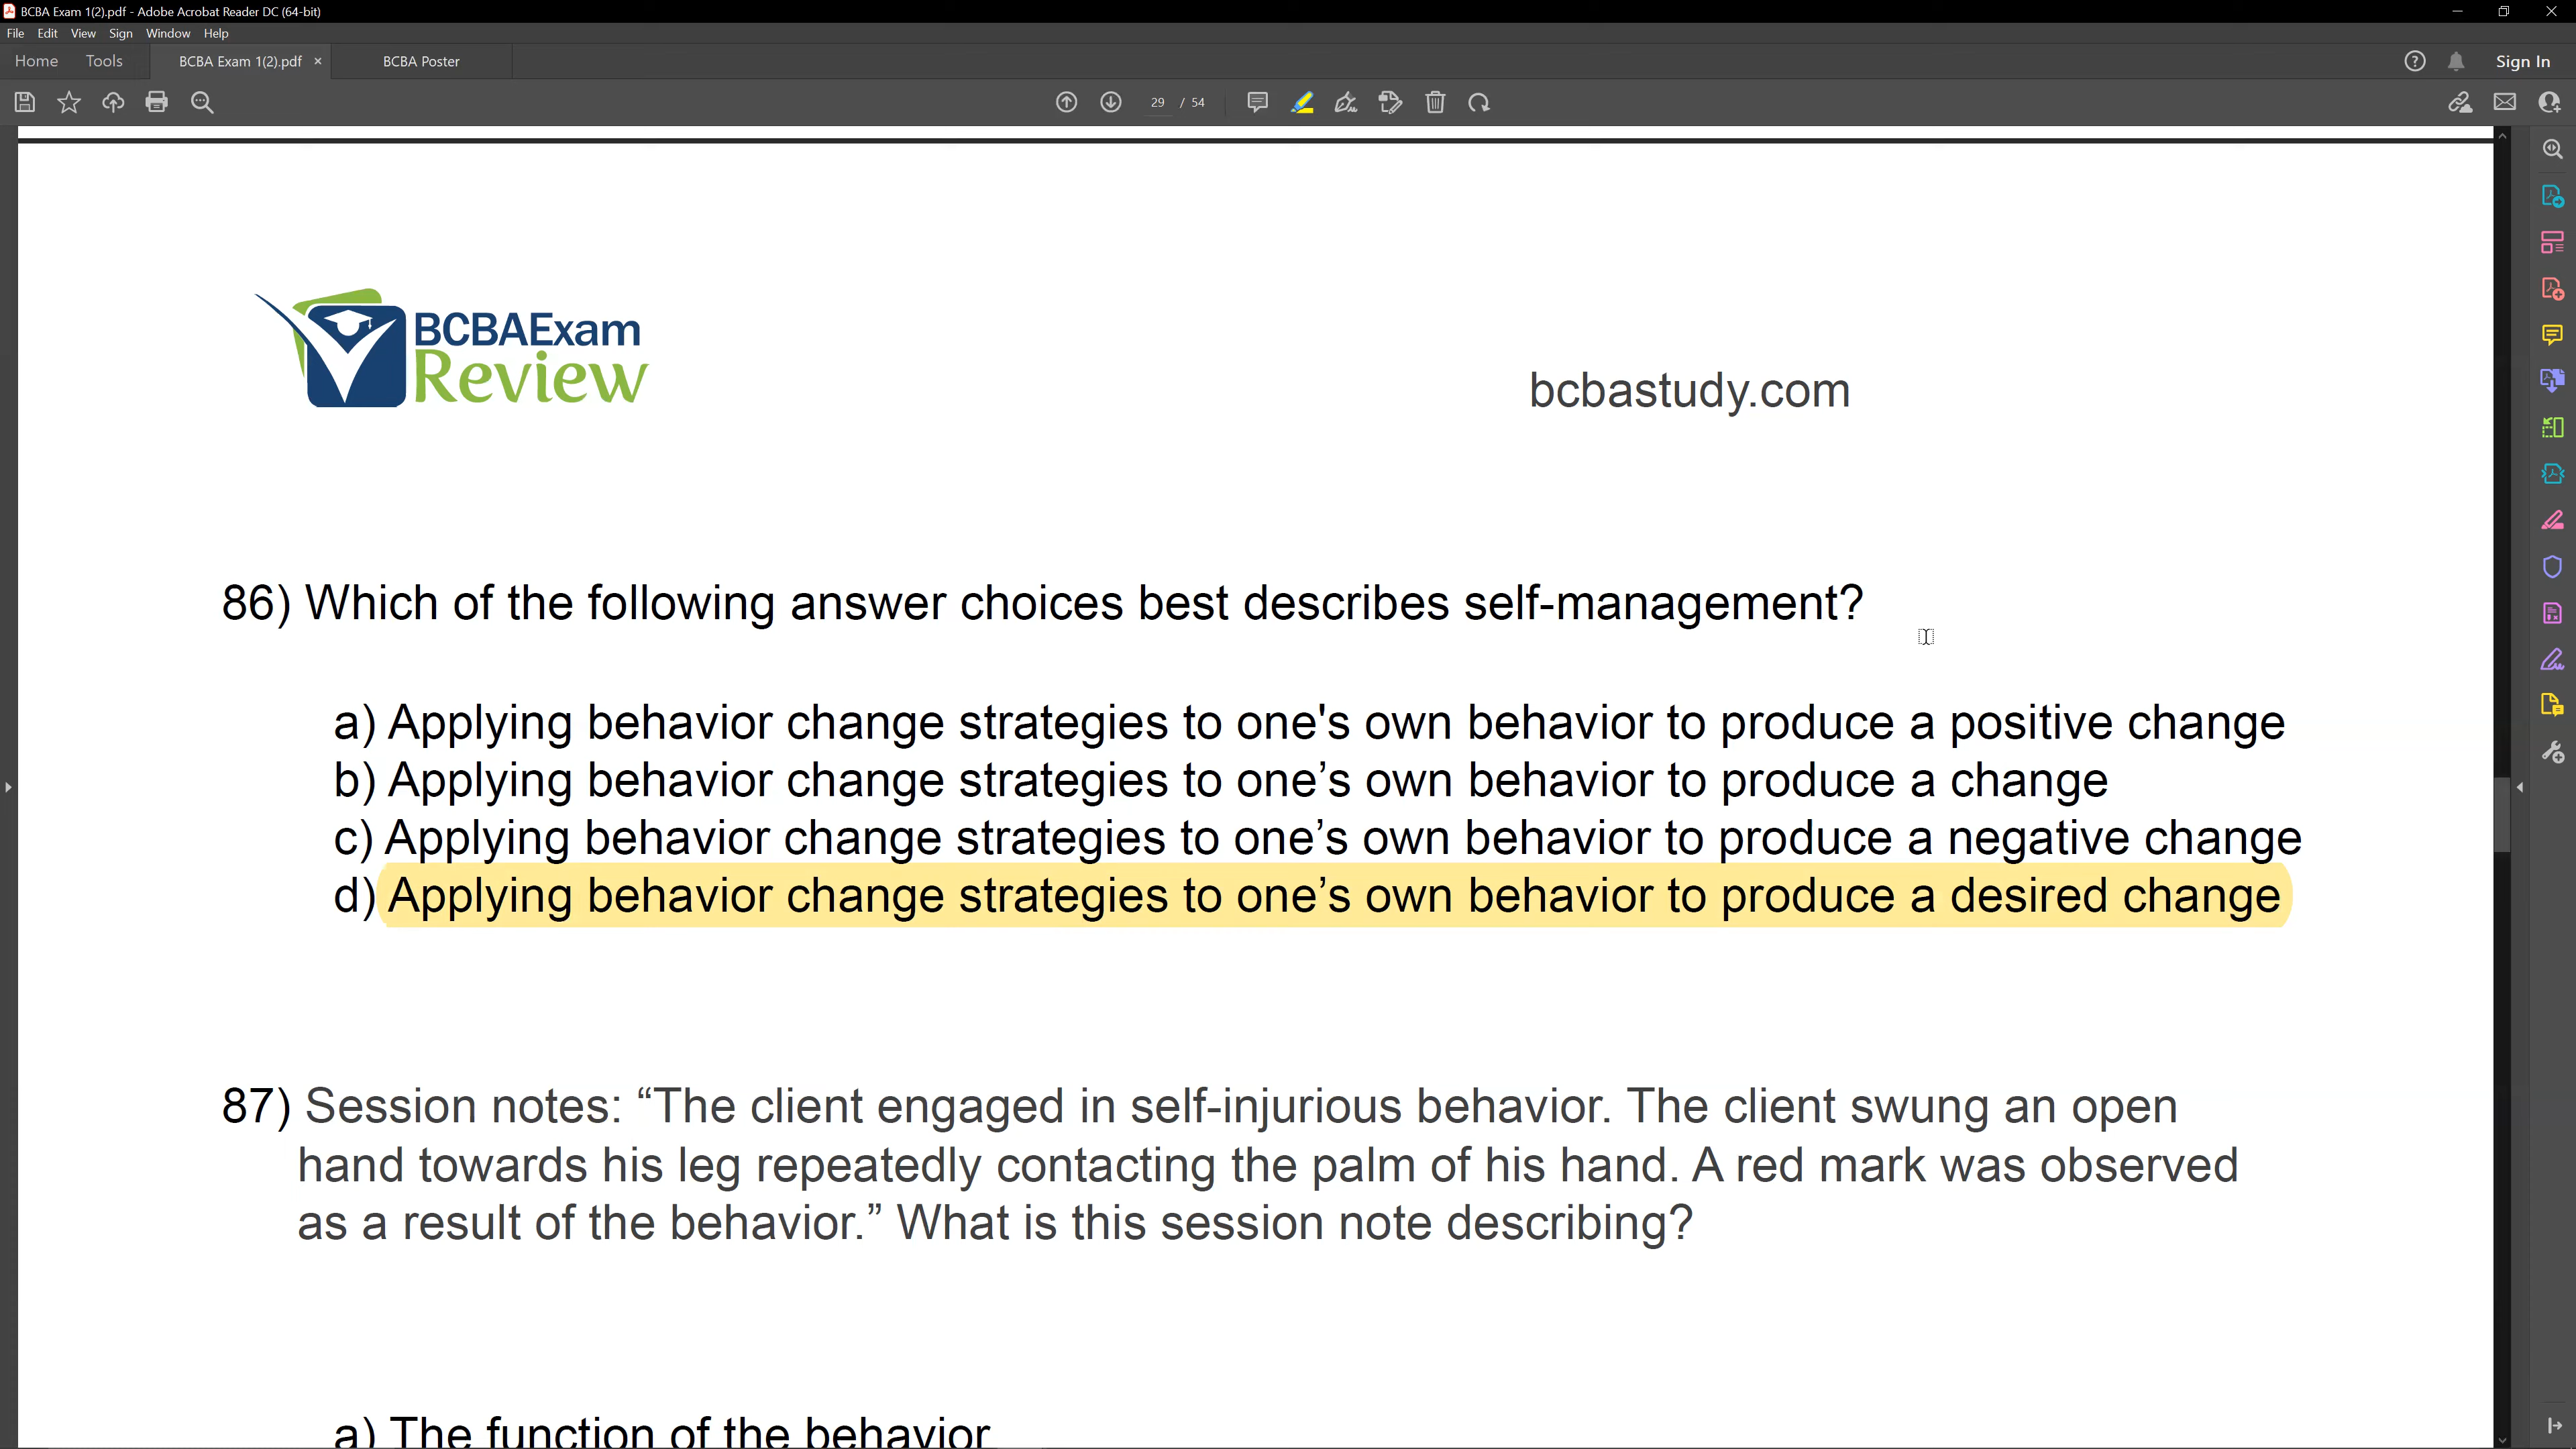 BCBA Exam 1(2).pdf - Adobe Acrobat Reader DC (64-bit)
File Edit View Sign Window Help
Home Tools BCBA Exam 1(2).pdf × BCBA Poster Sign In
29 / 54
BCBAExam
Review
bcbastudy.com
86) Which of the following answer choices best describes self-management?
a) Applying behavior change strategies to one's own behavior to produce a positive change
b) Applying behavior change strategies to one’s own behavior to produce a change
c) Applying behavior change strategies to one’s own behavior to produce a negative change
d) Applying behavior change strategies to one’s own behavior to produce a desired change
87) Session notes: “The client engaged in self-injurious behavior. The client swung an open
hand towards his leg repeatedly contacting the palm of his hand. A red mark was observed
as a result of the behavior.” What is this session note describing?
a) The function of the behavior